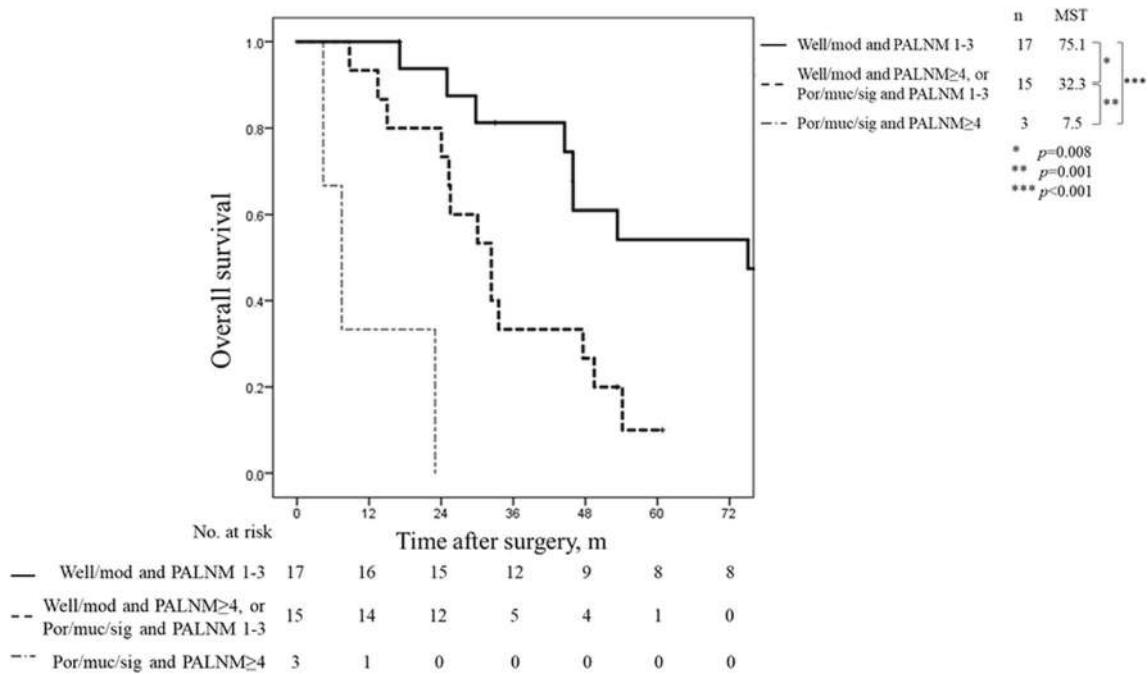 n MST
Well/mod and PALNM 1-3 17 75.1
*
Well/mod and PALNM≥4, or
Por/muc/sig and PALNM 1-3 15 32.3
***
**
Por/muc/sig and PALNM≥4 3 7.5
* p=0.008
** p=0.001
*** p<0.001
Overall survival
1.0
0.8
0.6
0.4
0.2
0.0
0 12 24 36 48 60 72
Time after surgery, m
No. at risk
Well/mod and PALNM 1-3 17 16 15 12 9 8 8
Well/mod and PALNM≥4, or
Por/muc/sig and PALNM 1-3 15 14 12 5 4 1 0
Por/muc/sig and PALNM≥4 3 1 0 0 0 0 0